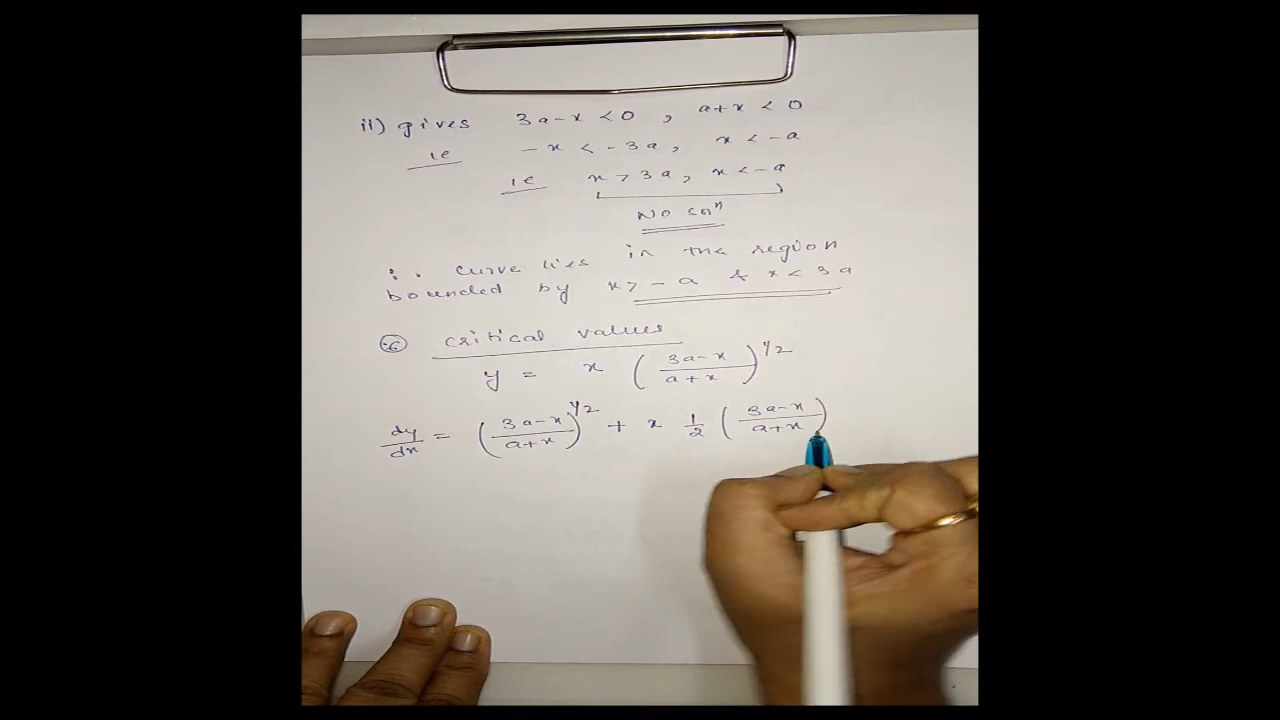 ii) gives 3a-x < 0 , a+x < 0
ie -x < -3a , x < -a
ie x > 3a , x < -a
NO solⁿ
∴ curve lies in the region
bounded by x > -a & x < 3a
6 critical values
y = x ( (3a-x)/(a+x) )^1/2
dy/dx = ( (3a-x)/(a+x) )^1/2 + x 1/2 ( (3a-x)/(a+x) )